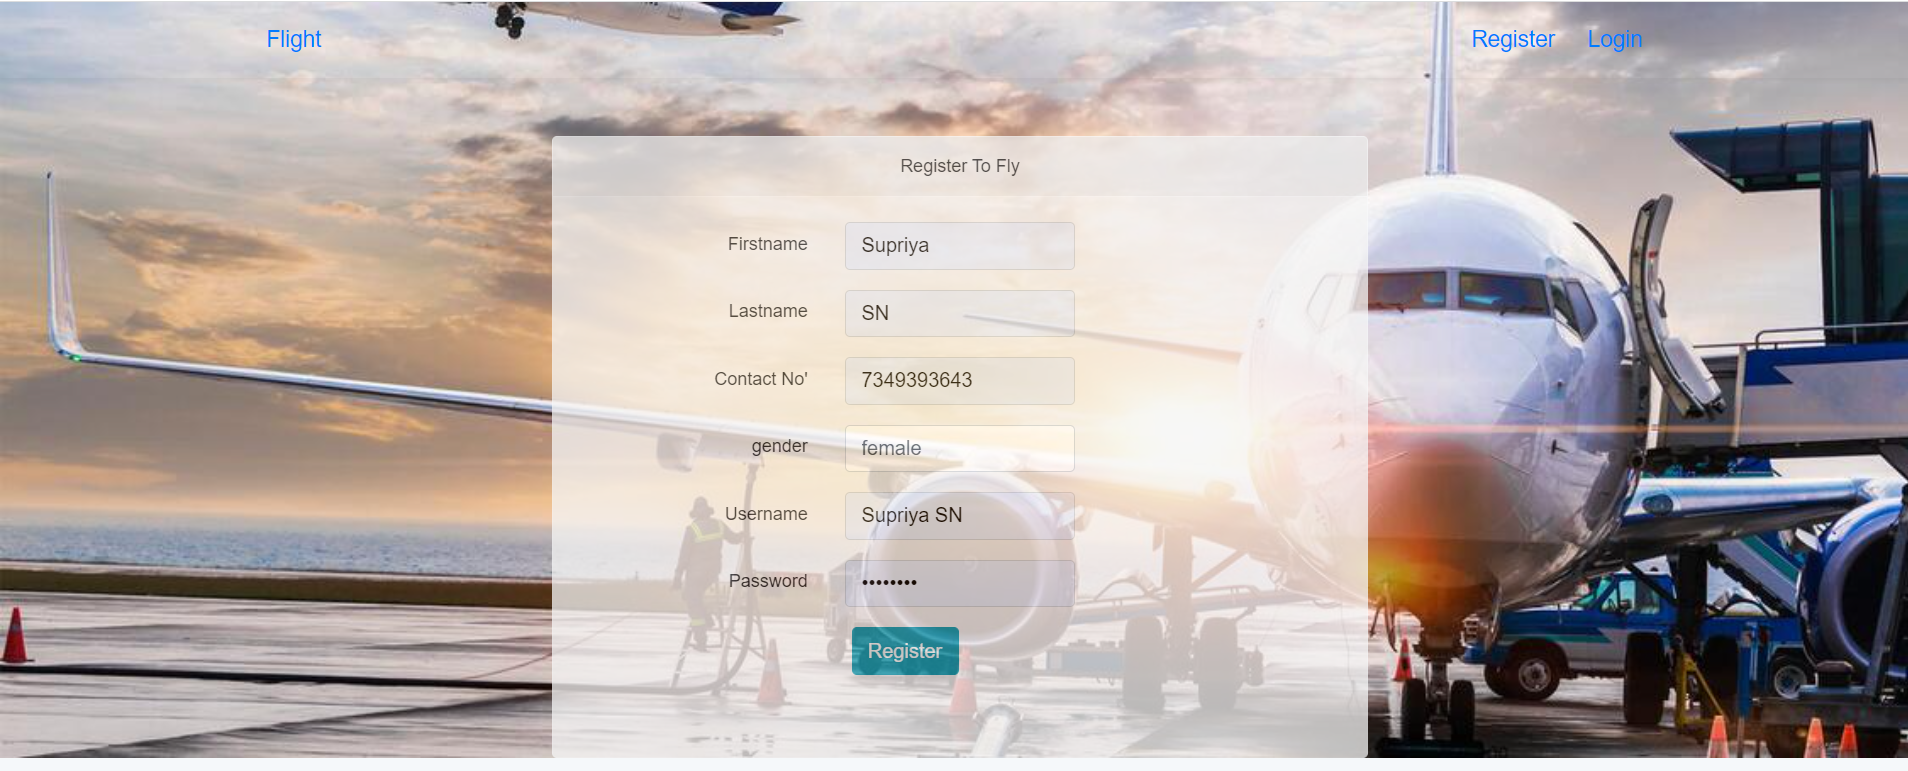 Flight Register Login
Register To Fly
Firstname Supriya
Lastname SN
Contact No' 7349393643
gender female
Username Supriya SN
Password ••••••••
Register